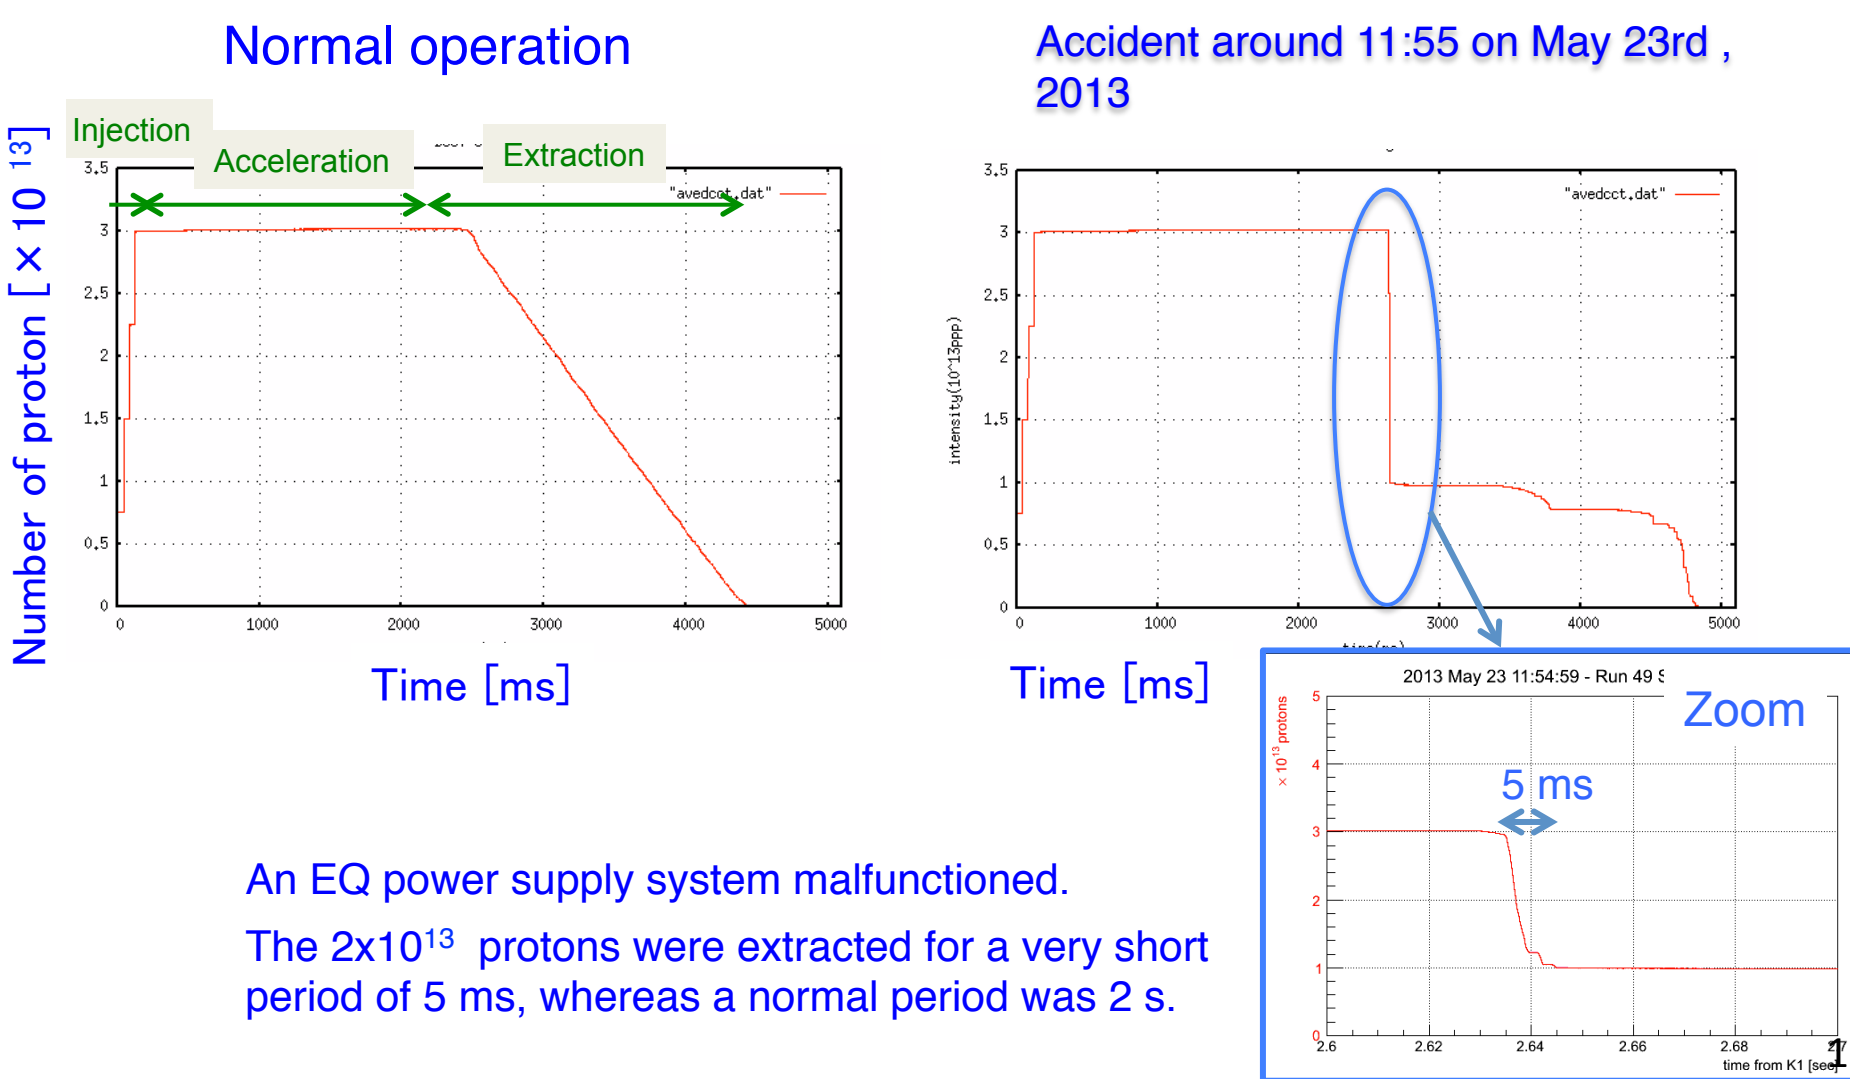 Normal operation
Accident around 11:55 on May 23rd ,
2013
Injection
Acceleration
Extraction
Number of proton [ × 10 13]
3.5
3
2.5
2
1.5
1
0.5
0
"avedcct.dat"
0 1000 2000 3000 4000 5000
Time [ms]
intensity(10^13ppp)
3.5
3
2.5
2
1.5
1
0.5
0
"avedcct.dat"
0 1000 2000 3000 4000 5000
Time [ms]
2013 May 23 11:54:59 - Run 49
Zoom
× 10 13 protons
5
4
3
2
1
0
5 ms
2.6 2.62 2.64 2.66 2.68
time from K1 [sec]
An EQ power supply system malfunctioned.
The 2x10 13 protons were extracted for a very short
period of 5 ms, whereas a normal period was 2 s.
1